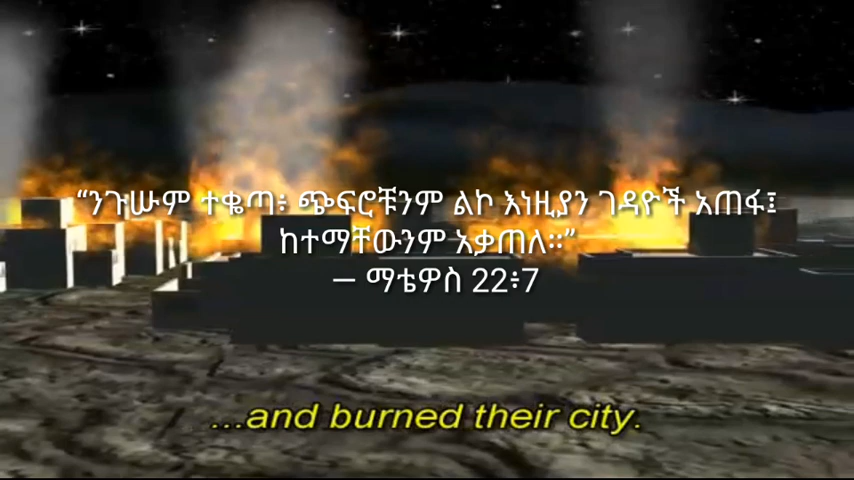 “ንጉሡም ተቈጣ፥ ጭፍሮቹንም ልኮ እነዚያን ገዳዮች አጠፋ፤
ከተማቸውንም አቃጠለ።”
— ማቴዎስ 22፥7
...and burned their city.